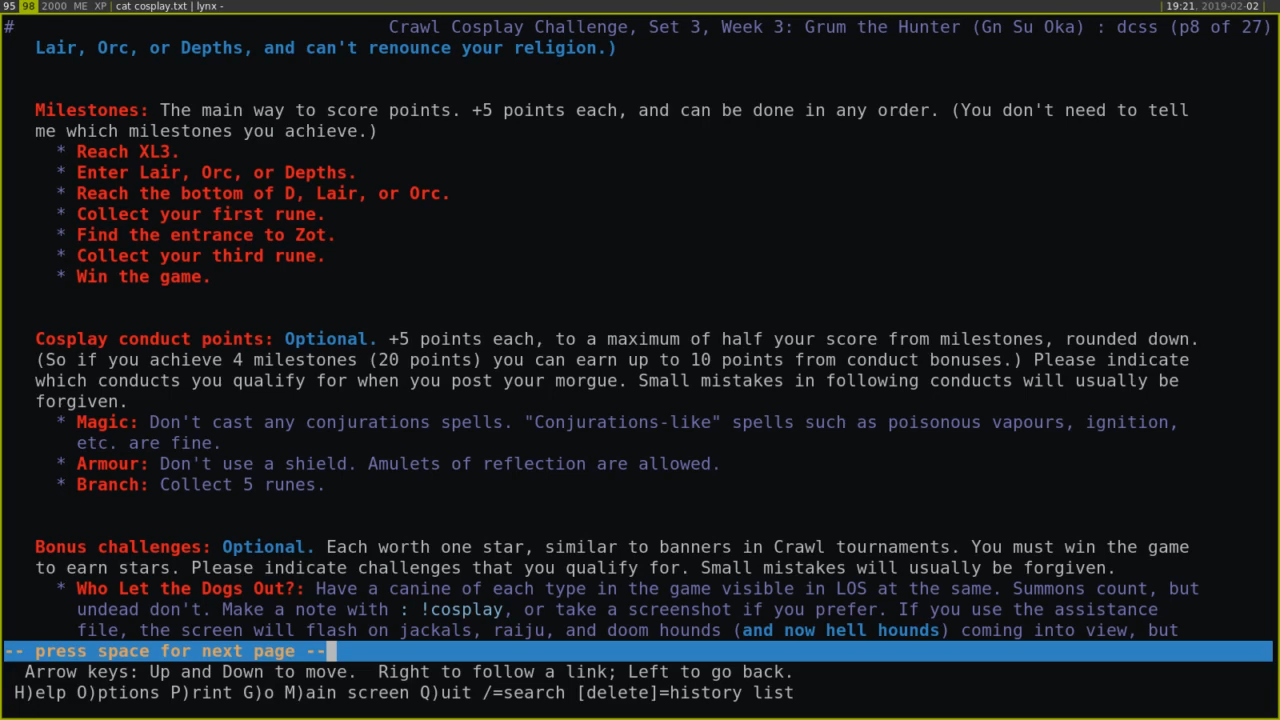 95 98 2000 ME XP | cat cosplay.txt | lynx - | 19:21. 2019-02-02 |
# Crawl Cosplay Challenge, Set 3, Week 3: Grum the Hunter (Gn Su Oka) : dcss (p8 of 27)
Lair, Orc, or Depths, and can't renounce your religion.)
Milestones: The main way to score points. +5 points each, and can be done in any order. (You don't need to tell
me which milestones you achieve.)
* Reach XL3.
* Enter Lair, Orc, or Depths.
* Reach the bottom of D, Lair, or Orc.
* Collect your first rune.
* Find the entrance to Zot.
* Collect your third rune.
* Win the game.
Cosplay conduct points: Optional. +5 points each, to a maximum of half your score from milestones, rounded down.
(So if you achieve 4 milestones (20 points) you can earn up to 10 points from conduct bonuses.) Please indicate
which conducts you qualify for when you post your morgue. Small mistakes in following conducts will usually be
forgiven.
* Magic: Don't cast any conjurations spells. "Conjurations-like" spells such as poisonous vapours, ignition,
etc. are fine.
* Armour: Don't use a shield. Amulets of reflection are allowed.
* Branch: Collect 5 runes.
Bonus challenges: Optional. Each worth one star, similar to banners in Crawl tournaments. You must win the game
to earn stars. Please indicate challenges that you qualify for. Small mistakes will usually be forgiven.
* Who Let the Dogs Out?: Have a canine of each type in the game visible in LOS at the same. Summons count, but
undead don't. Make a note with : !cosplay, or take a screenshot if you prefer. If you use the assistance
file, the screen will flash on jackals, raiju, and doom hounds (and now hell hounds) coming into view, but
-- press space for next page --
Arrow keys: Up and Down to move. Right to follow a link; Left to go back.
H)elp O)ptions P)rint G)o M)ain screen Q)uit /=search [delete]=history list